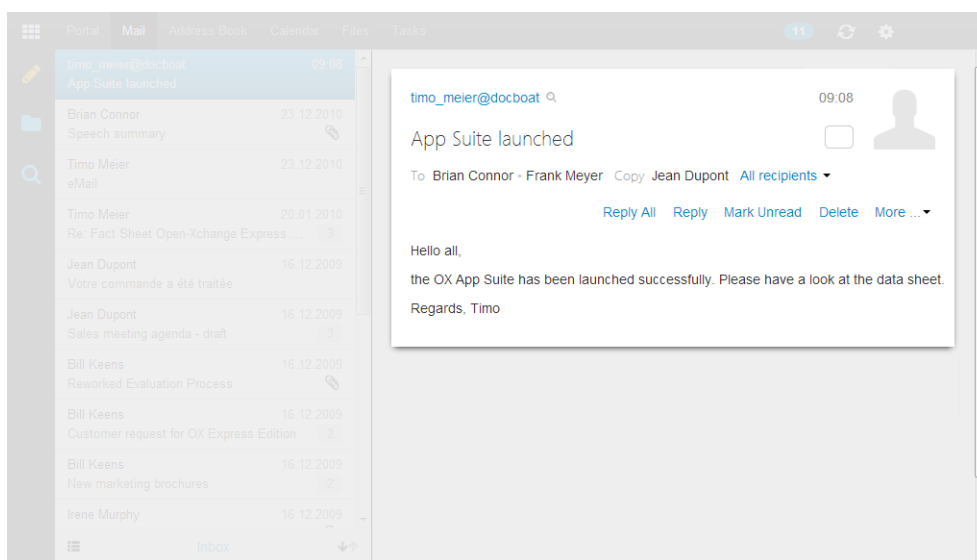 Portal Mail Address Book Calendar Files Tasks 11
timo_meier@docboat 09:08
App Suite launched
Brian Connor 23.12.2010
Speech summary
Timo Meier 23.12.2010
eMail
Timo Meier 20.01.2010
Re: Fact Sheet Open-Xchange Express ... 3
Jean Dupont 16.12.2009
Votre commande a été traitée
Jean Dupont 16.12.2009
Sales meeting agenda - draft 3
Bill Keens 16.12.2009
Reworked Evaluation Process
Bill Keens 16.12.2009
Customer request for OX Express Edition 2
Bill Keens 16.12.2009
New marketing brochures 2
Irene Murphy 16.12.2009
Inbox
timo_meier@docboat 09:08
App Suite launched
To Brian Connor • Frank Meyer Copy Jean Dupont All recipients
Reply All Reply Mark Unread Delete More ...
Hello all,
the OX App Suite has been launched successfully. Please have a look at the data sheet.
Regards, Timo